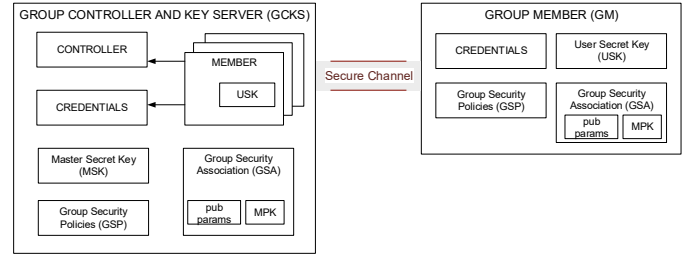 GROUP CONTROLLER AND KEY SERVER (GCKS)
CONTROLLER
CREDENTIALS
MEMBER
USK
Master Secret Key
(MSK)
Group Security
Policies (GSP)
Group Security
Association (GSA)
pub
params
MPK
Secure Channel
GROUP MEMBER (GM)
CREDENTIALS
User Secret Key
(USK)
Group Security
Policies (GSP)
Group Security
Association (GSA)
pub
params
MPK